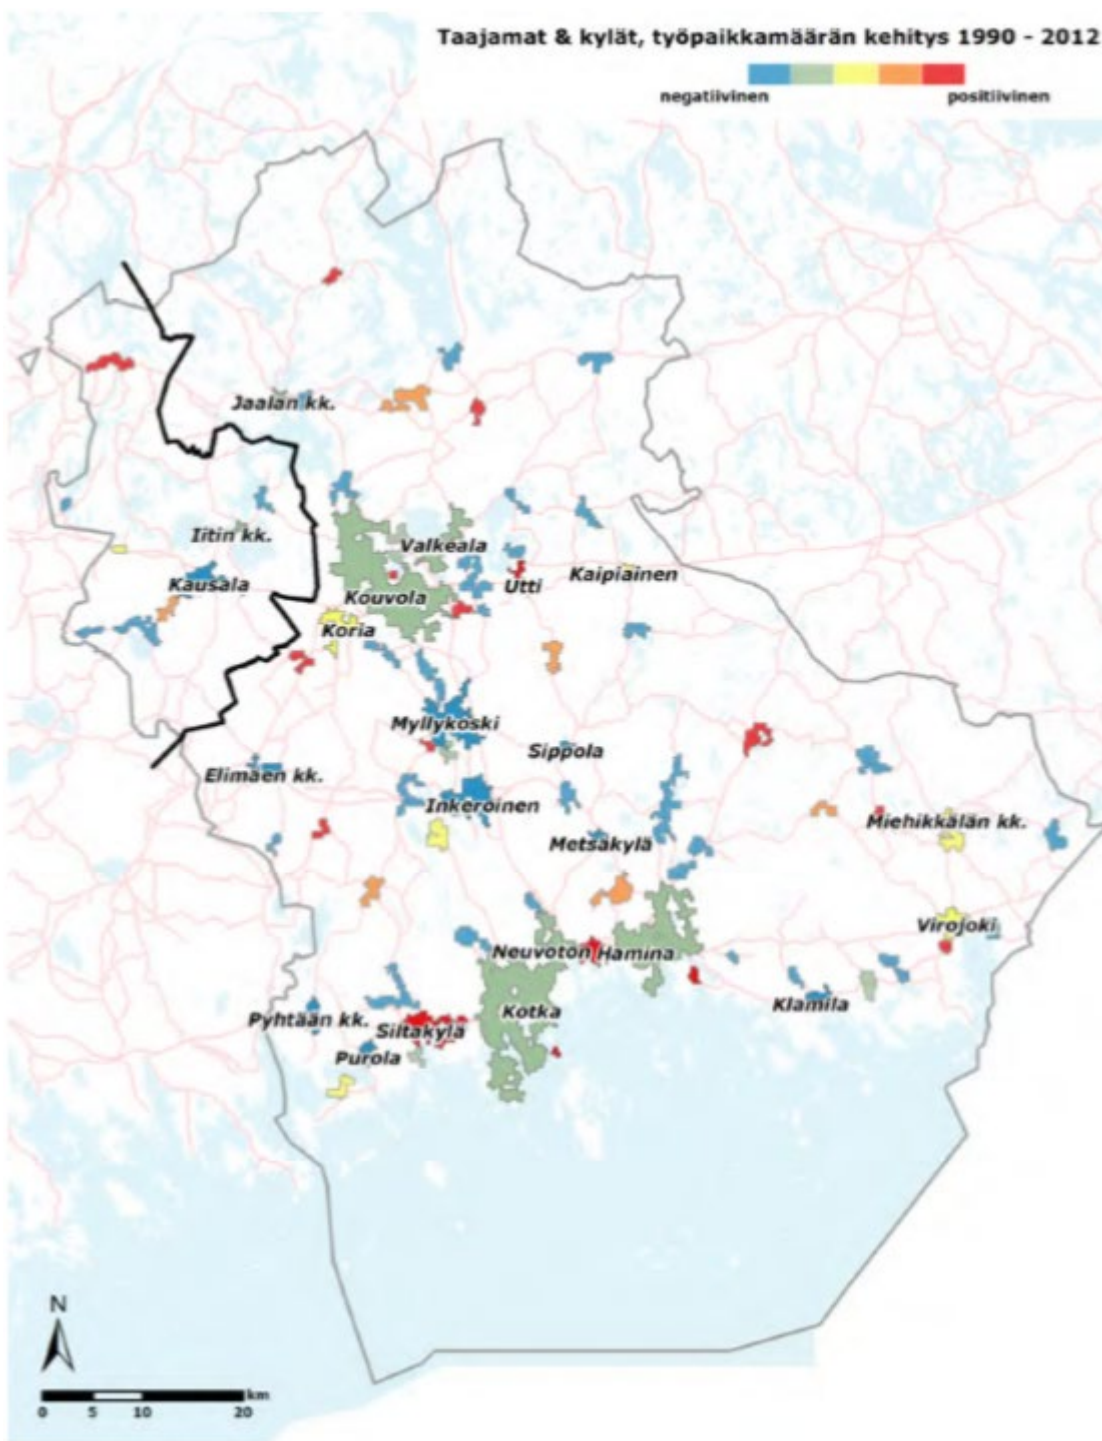 Taajamat & kylät, työpaikkamäärän kehitys 1990 - 2012
negatiivinen positiivinen
Jaalan kk.
Iitin kk.
Valkeala
Kausala
Kouvola
Utti
Kaipiainen
Koria
Myllykoski
Sippola
Elimäen kk.
Inkeroinen
Metsäkylä
Miehikkälän kk.
Virojoki
Neuvoton
Hamina
Klamila
Kotka
Pyhtään kk.
Siltakylä
Purola
N
km
0 5 10 20